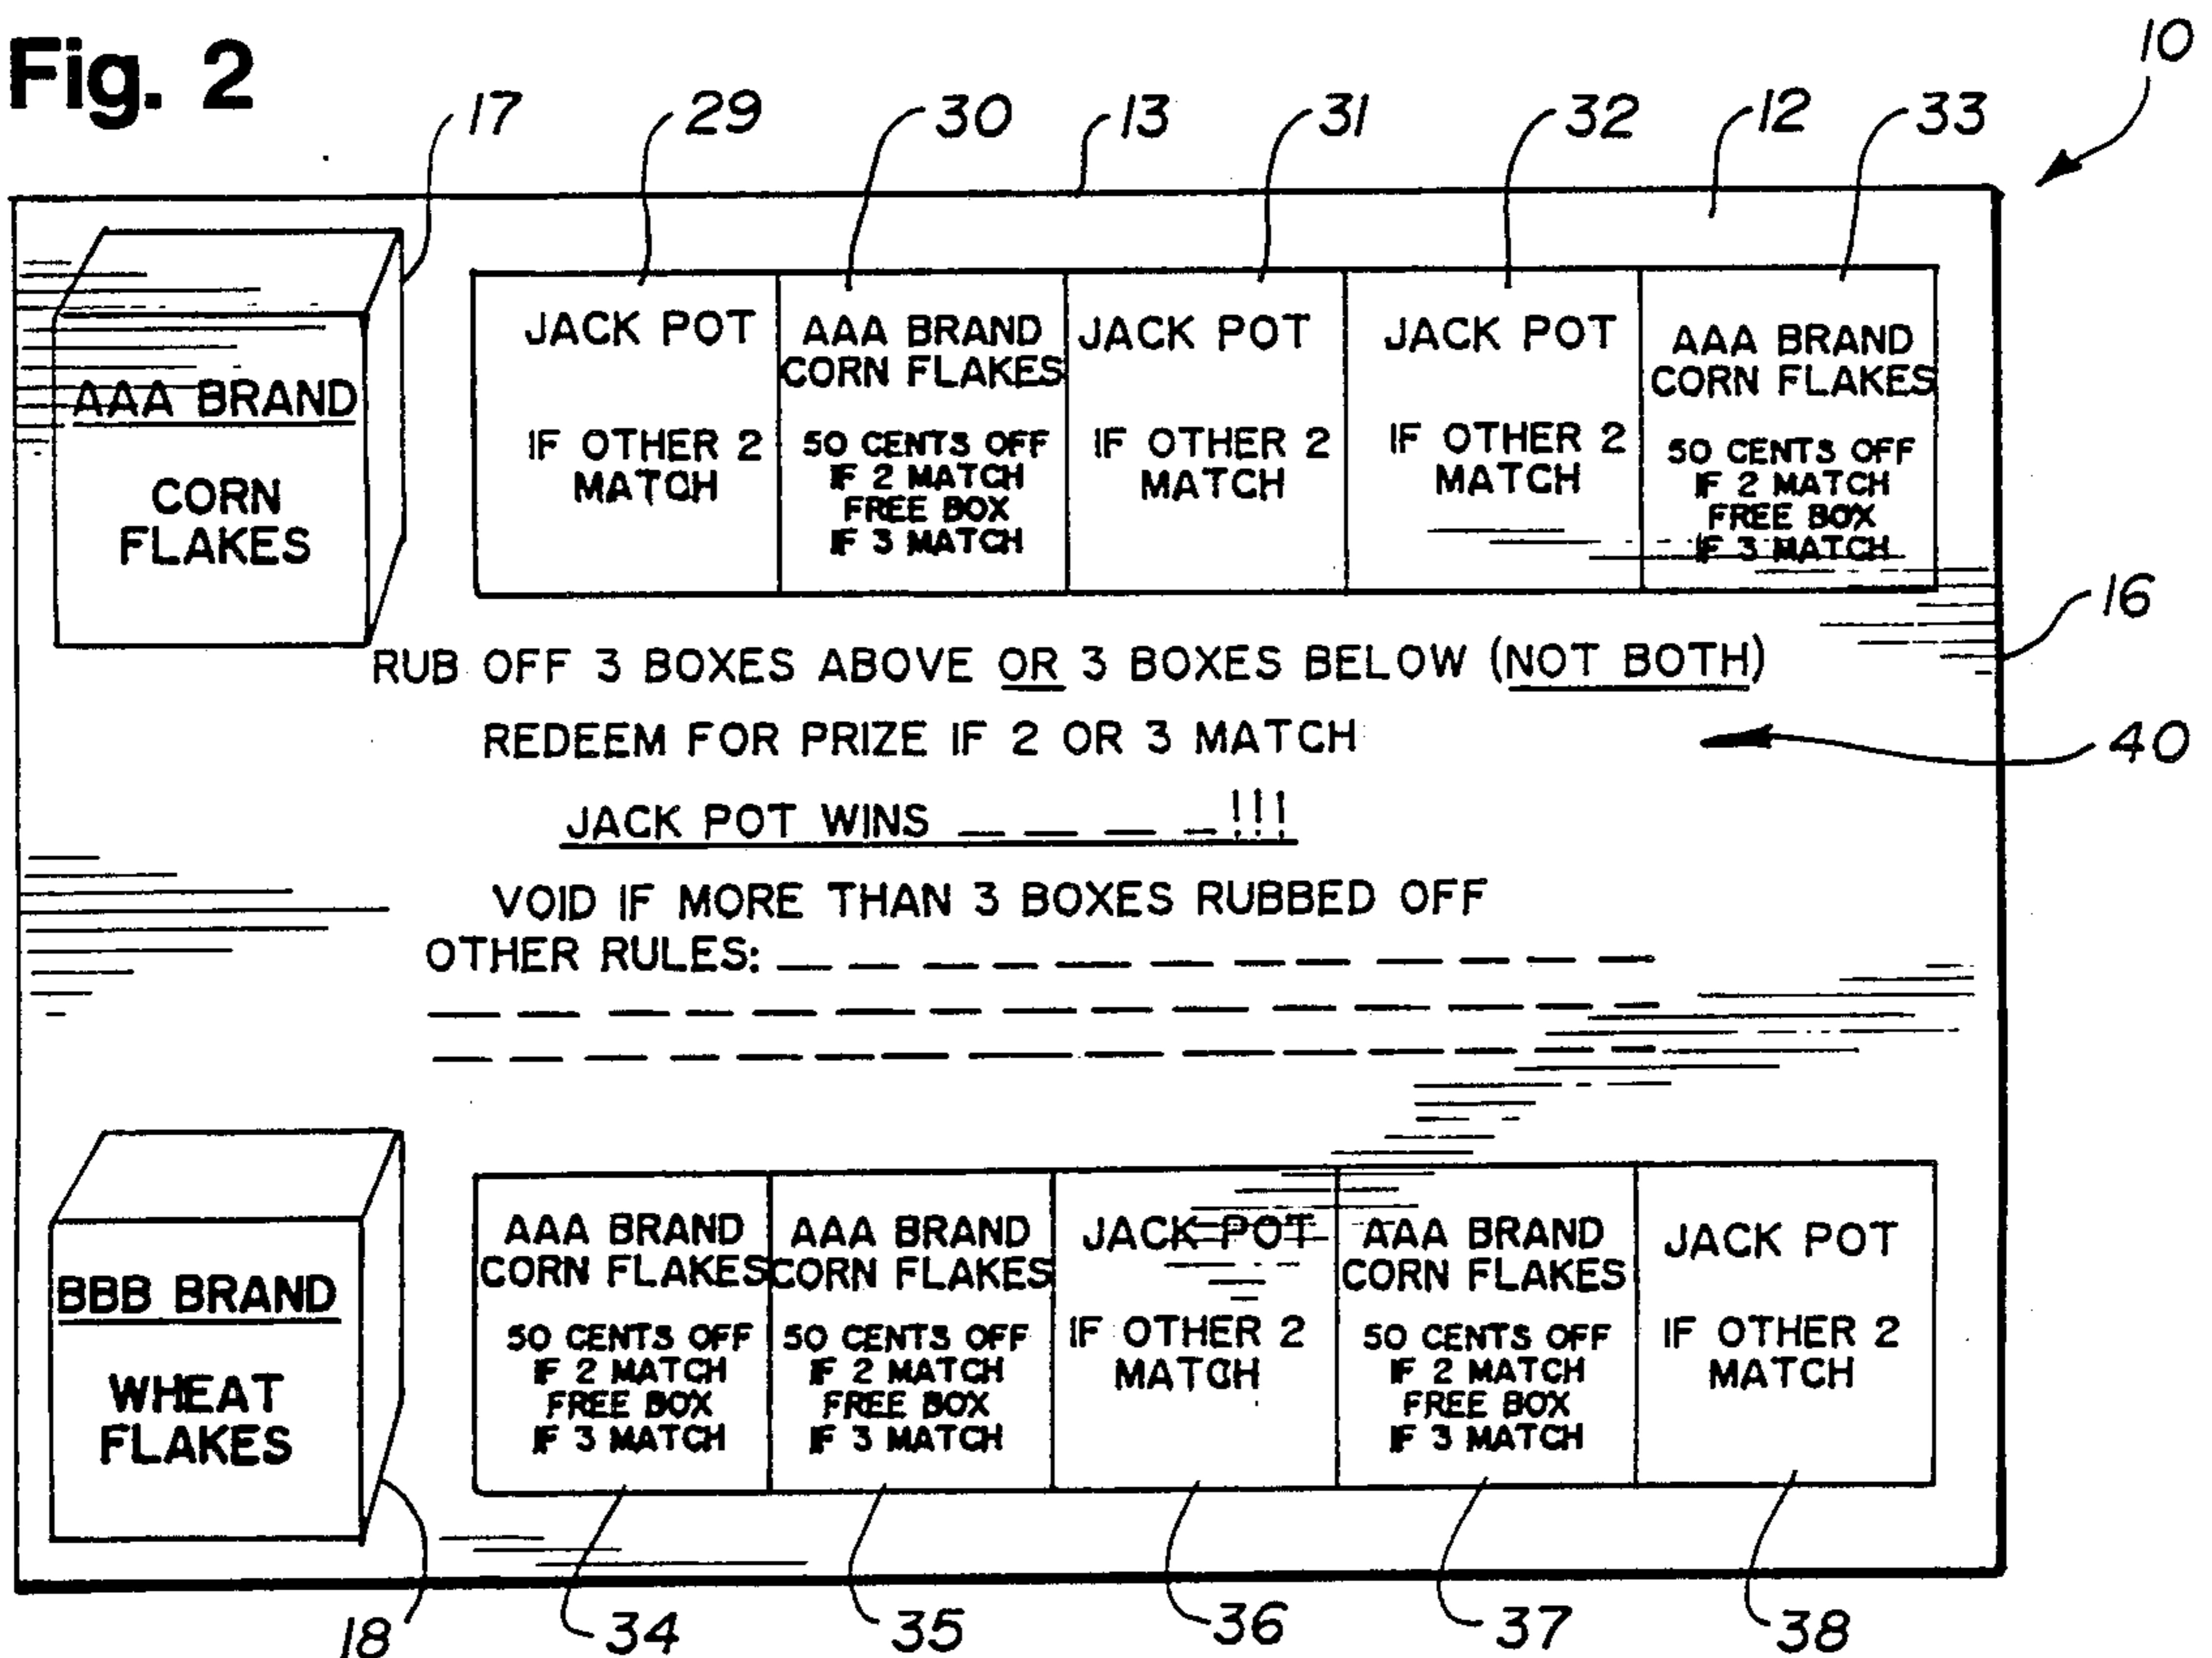 Fig. 2
10
17
29
30
13
31
32
12
33
AAA BRAND
CORN
FLAKES
JACK POT
IF OTHER 2
MATCH
AAA BRAND
CORN FLAKES
50 CENTS OFF
IF 2 MATCH
FREE BOX
IF 3 MATCH
JACK POT
IF OTHER 2
MATCH
JACK POT
IF OTHER 2
MATCH
AAA BRAND
CORN FLAKES
50 CENTS OFF
IF 2 MATCH
FREE BOX
IF 3 MATCH
16
RUB OFF 3 BOXES ABOVE OR 3 BOXES BELOW (NOT BOTH)
REDEEM FOR PRIZE IF 2 OR 3 MATCH
40
JACK POT WINS _ _ _ _ !!!
VOID IF MORE THAN 3 BOXES RUBBED OFF
OTHER RULES:
BBB BRAND
WHEAT
FLAKES
AAA BRAND
CORN FLAKES
50 CENTS OFF
IF 2 MATCH
FREE BOX
IF 3 MATCH
AAA BRAND
CORN FLAKES
50 CENTS OFF
IF 2 MATCH
FREE BOX
IF 3 MATCH
JACK POT
IF OTHER 2
MATCH
AAA BRAND
CORN FLAKES
50 CENTS OFF
IF 2 MATCH
FREE BOX
IF 3 MATCH
JACK POT
IF OTHER 2
MATCH
18
34
35
36
37
38